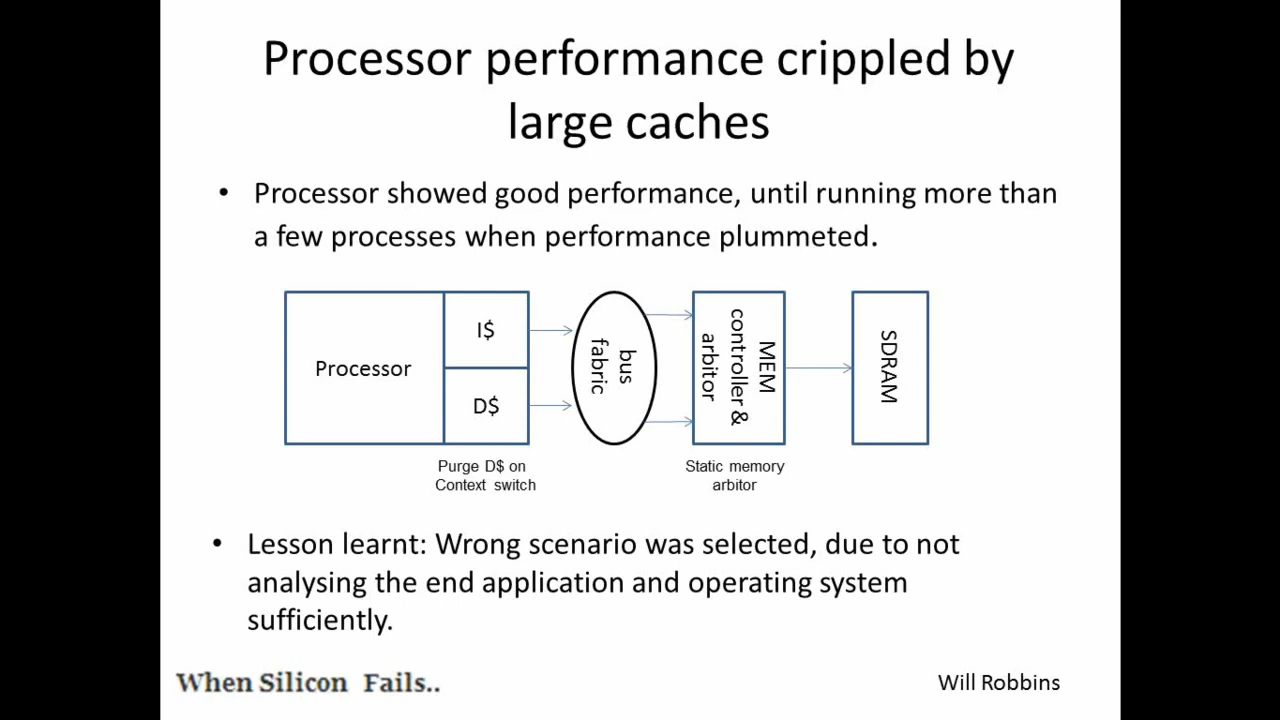 Processor performance crippled by
large caches
• Processor showed good performance, until running more than
a few processes when performance plummeted.
Processor
I$
D$
bus
fabric
MEM
controller &
arbitor
SDRAM
Purge D$ on
Context switch
Static memory
arbitor
• Lesson learnt: Wrong scenario was selected, due to not
analysing the end application and operating system
sufficiently.
When Silicon Fails..
Will Robbins